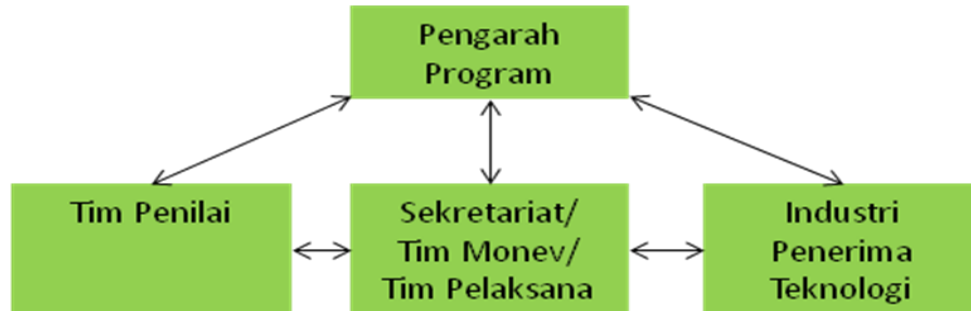 Pengarah
Program
Tim Penilai
Sekretariat/
Tim Monev/
Tim Pelaksana
Industri
Penerima
Teknologi